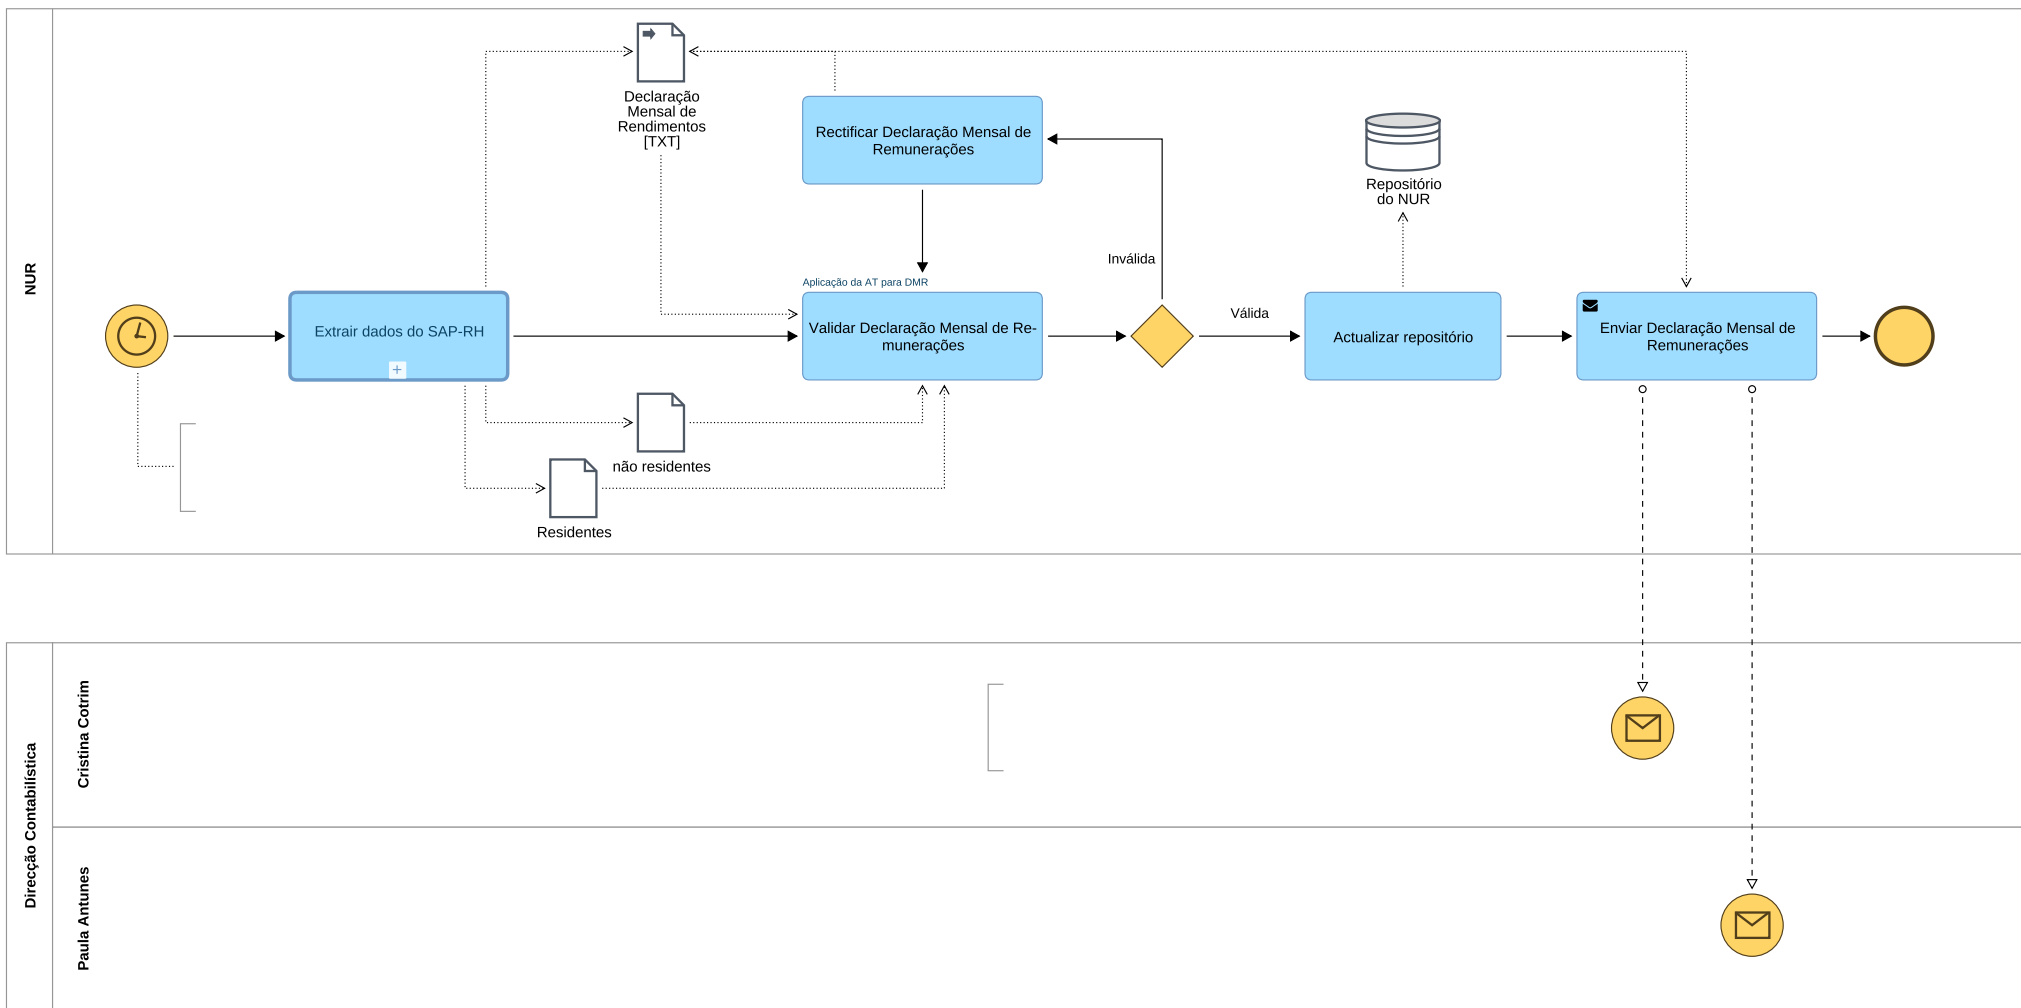 NUR
Declaração
Mensal de
Rendimentos
[TXT]
Rectificar Declaração Mensal de
Remunerações
Repositório
do NUR
Inválida
Aplicação da AT para DMR
Extrair dados do SAP-RH
Validar Declaração Mensal de Re-
munerações
Válida
Actualizar repositório
Enviar Declaração Mensal de
Remunerações
não residentes
Residentes
Direcção Contabilística
Cristina Cotrim
Paula Antunes